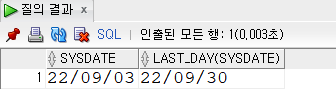 질의 결과 x
SQL | 인출된 모든 행: 1(0,003초)
SYSDATE LAST_DAY(SYSDATE)
1 22/09/03 22/09/30